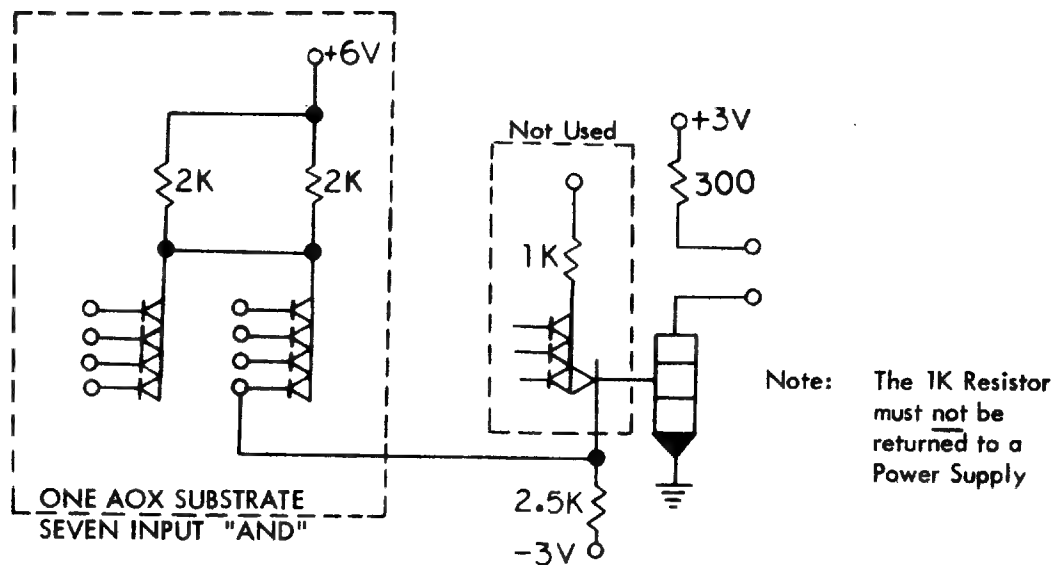 +6V
2K
2K
ONE AOX SUBSTRATE
SEVEN INPUT "AND"
Not Used
1K
+3V
300
2.5K
-3V
Note: The 1K Resistor
must not be
returned to a
Power Supply